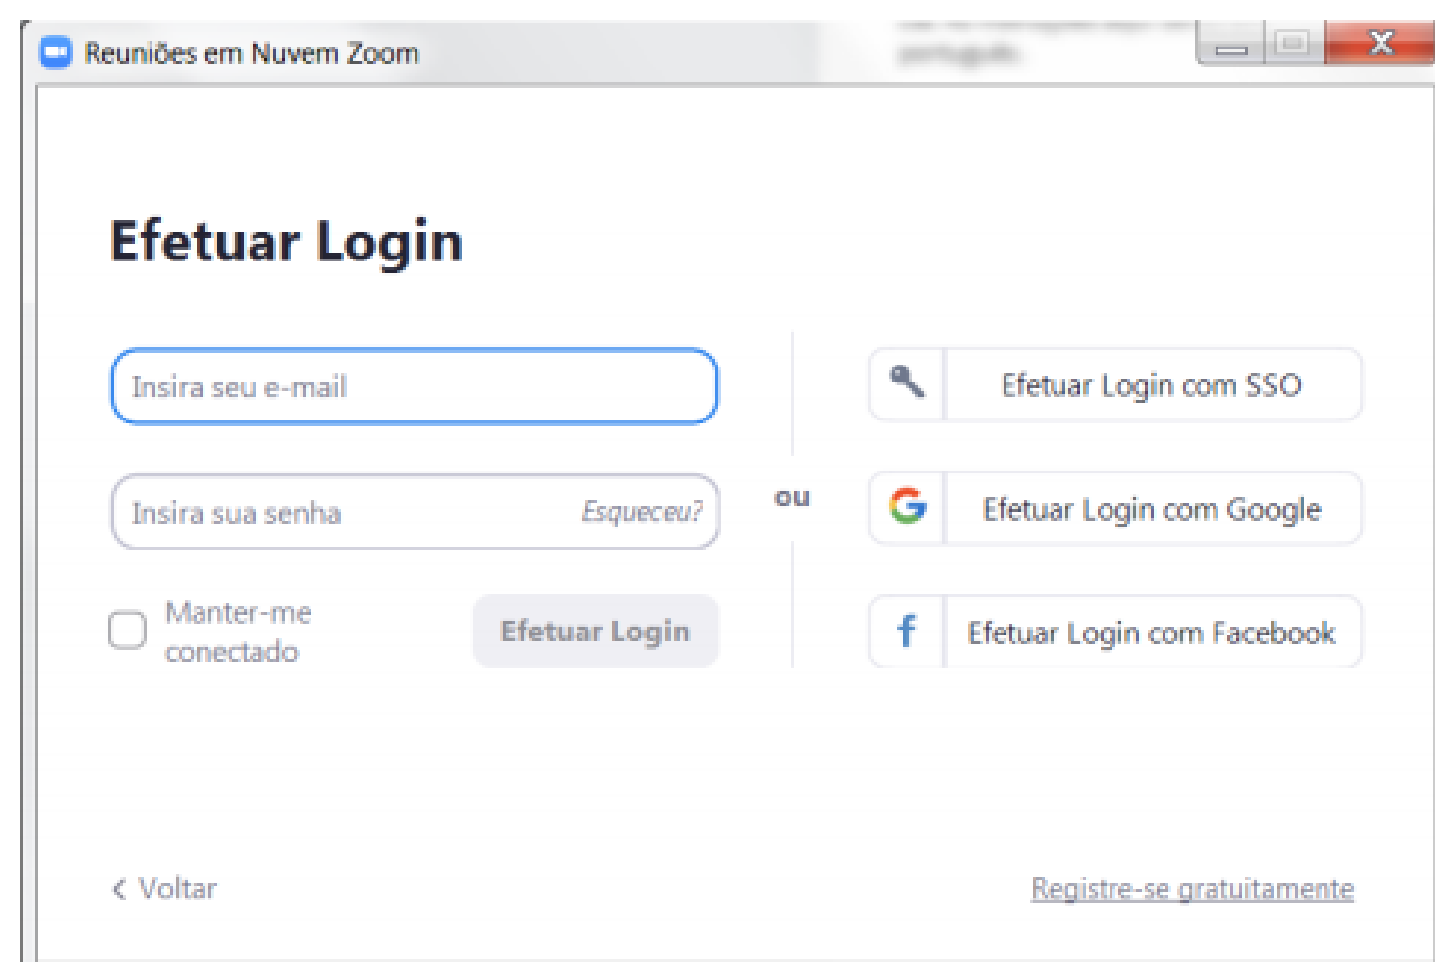 Reuniões em Nuvem Zoom
português.
Efetuar Login
Insira seu e-mail
Insira sua senha
Esqueceu?
Manter-me
conectado
Efetuar Login
ou
Efetuar Login com SSO
Efetuar Login com Google
Efetuar Login com Facebook
Voltar
Registre-se gratuitamente